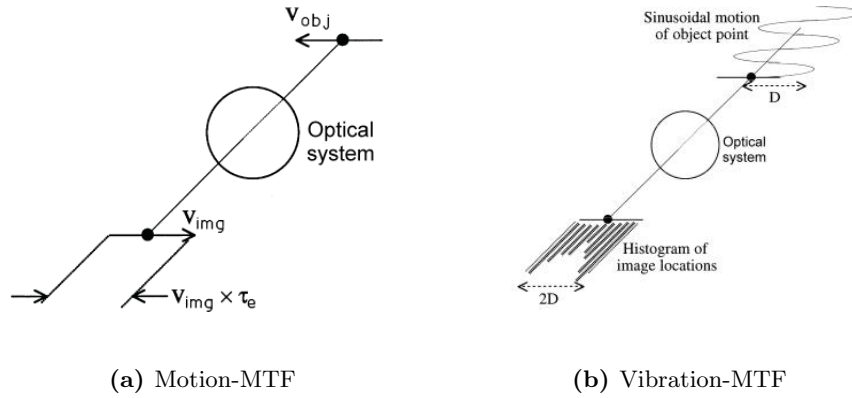 v_obj
Optical
system
v_img
v_img × τ_e
(a) Motion-MTF
Sinusoidal motion
of object point
D
Optical
system
Histogram of
image locations
2D
(b) Vibration-MTF